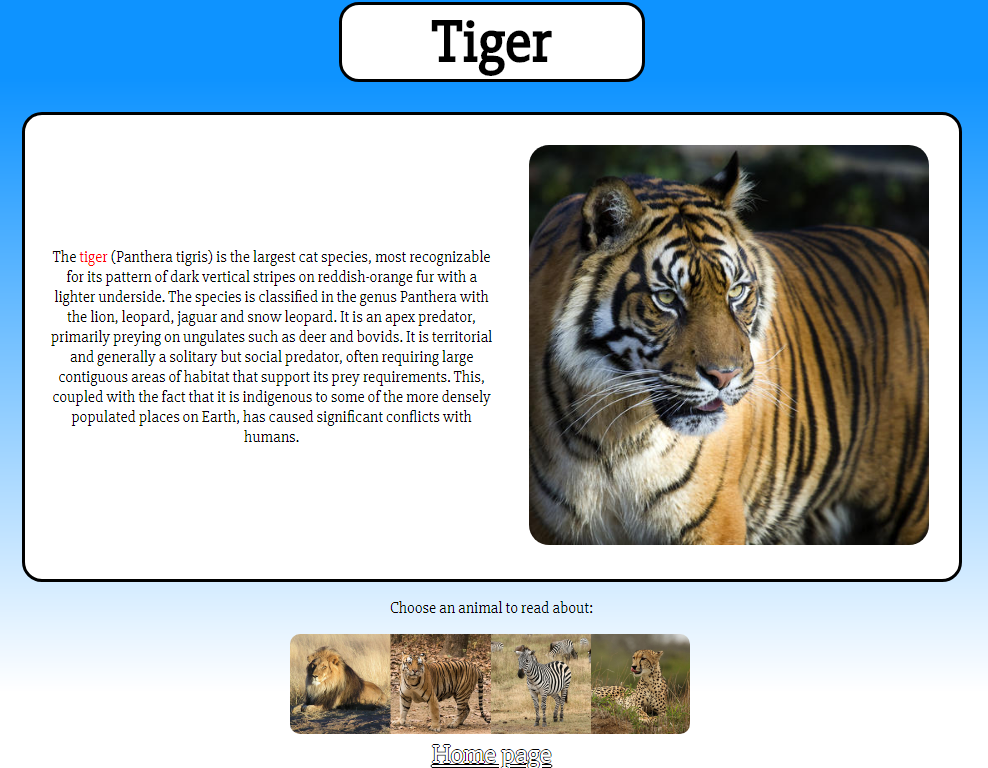 Tiger
The tiger (Panthera tigris) is the largest cat species, most recognizable
for its pattern of dark vertical stripes on reddish-orange fur with a
lighter underside. The species is classified in the genus Panthera with
the lion, leopard, jaguar and snow leopard. It is an apex predator,
primarily preying on ungulates such as deer and bovids. It is territorial
and generally a solitary but social predator, often requiring large
contiguous areas of habitat that support its prey requirements. This,
coupled with the fact that it is indigenous to some of the more densely
populated places on Earth, has caused significant conflicts with
humans.
Choose an animal to read about:
Home page